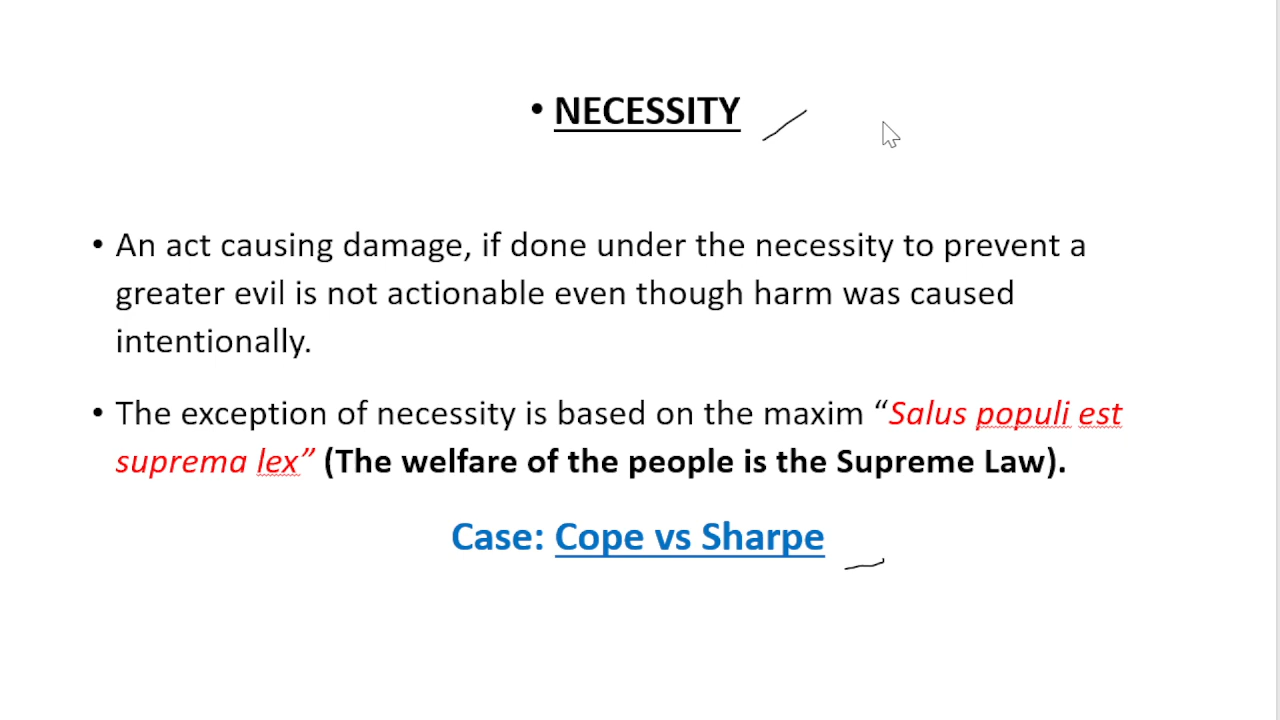 • NECESSITY
• An act causing damage, if done under the necessity to prevent a
greater evil is not actionable even though harm was caused
intentionally.
• The exception of necessity is based on the maxim “Salus populi est
suprema lex” (The welfare of the people is the Supreme Law).
Case: Cope vs Sharpe